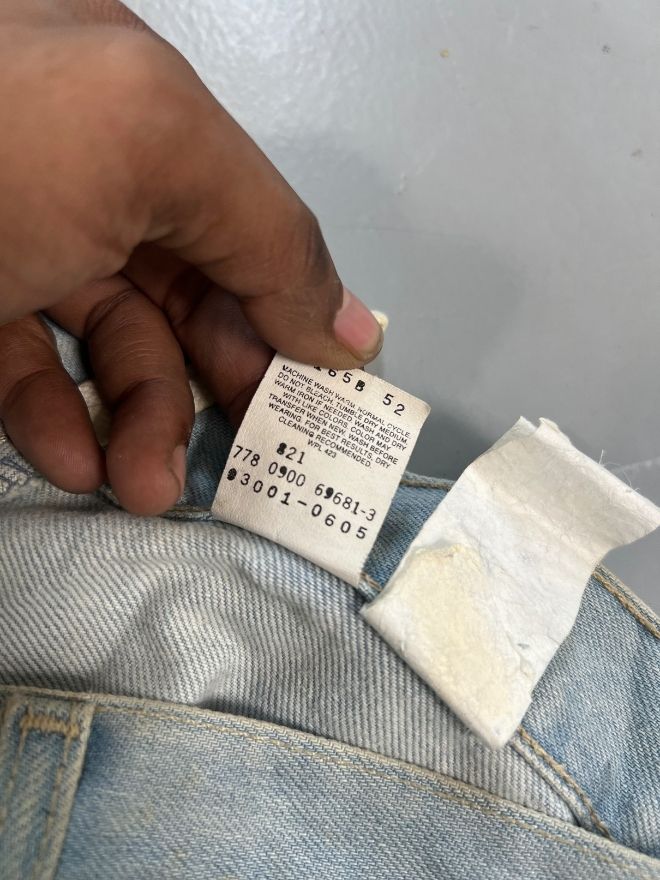 165B 52
MACHINE WASH WARM, NORMAL CYCLE.
DO NOT BLEACH. TUMBLE DRY MEDIUM.
WARM IRON IF NEEDED. WASH AND DRY
WITH LIKE COLORS. COLOR MAY
TRANSFER WHEN NEW. WASH BEFORE
WEARING. FOR BEST RESULTS, DRY
CLEANING RECOMMENDED.
WPL 423
821
778 0900 69681-3
93001-0605